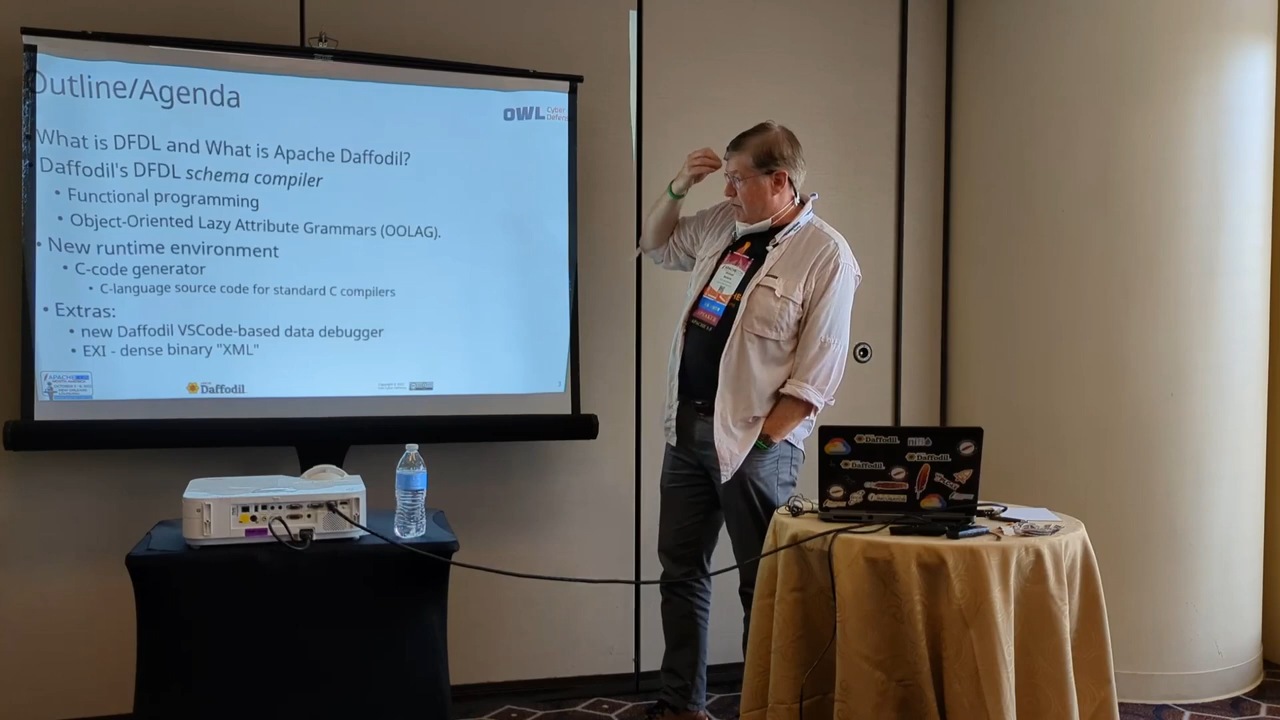 Outline/Agenda
OWL Cyber
Defense
What is DFDL and What is Apache Daffodil?
Daffodil's DFDL schema compiler
• Functional programming
• Object-Oriented Lazy Attribute Grammars (OOLAG).
• New runtime environment
• C-code generator
• C-language source code for standard C compilers
• Extras:
• new Daffodil VSCode-based data debugger
• EXI - dense binary "XML"
APACHE
Daffodil
Daffodil
Daffodil
Daffodil